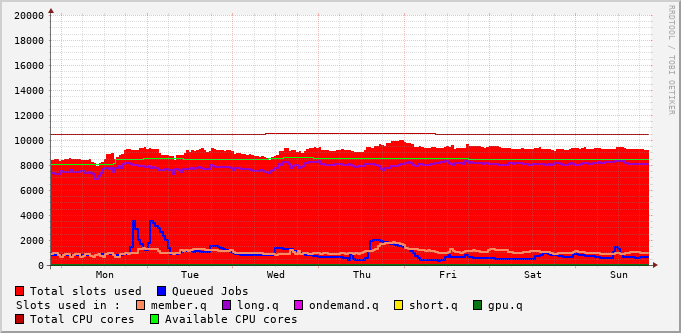 20000
18000
16000
14000
12000
10000
8000
6000
4000
2000
0
Mon Tue Wed Thu Fri Sat Sun
RRDTOOL / TOBI OETIKER
Total slots used Queued Jobs
Slots used in : member.q long.q ondemand.q short.q gpu.q
Total CPU cores Available CPU cores